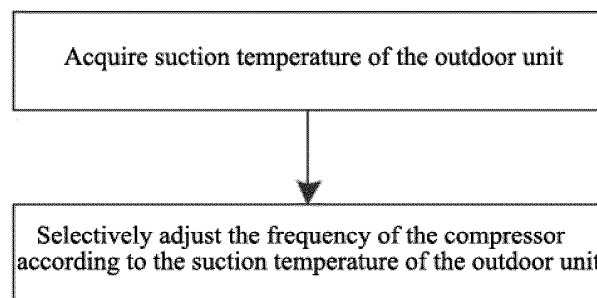 Acquire suction temperature of the outdoor unit
Selectively adjust the frequency of the compressor
according to the suction temperature of the outdoor unit